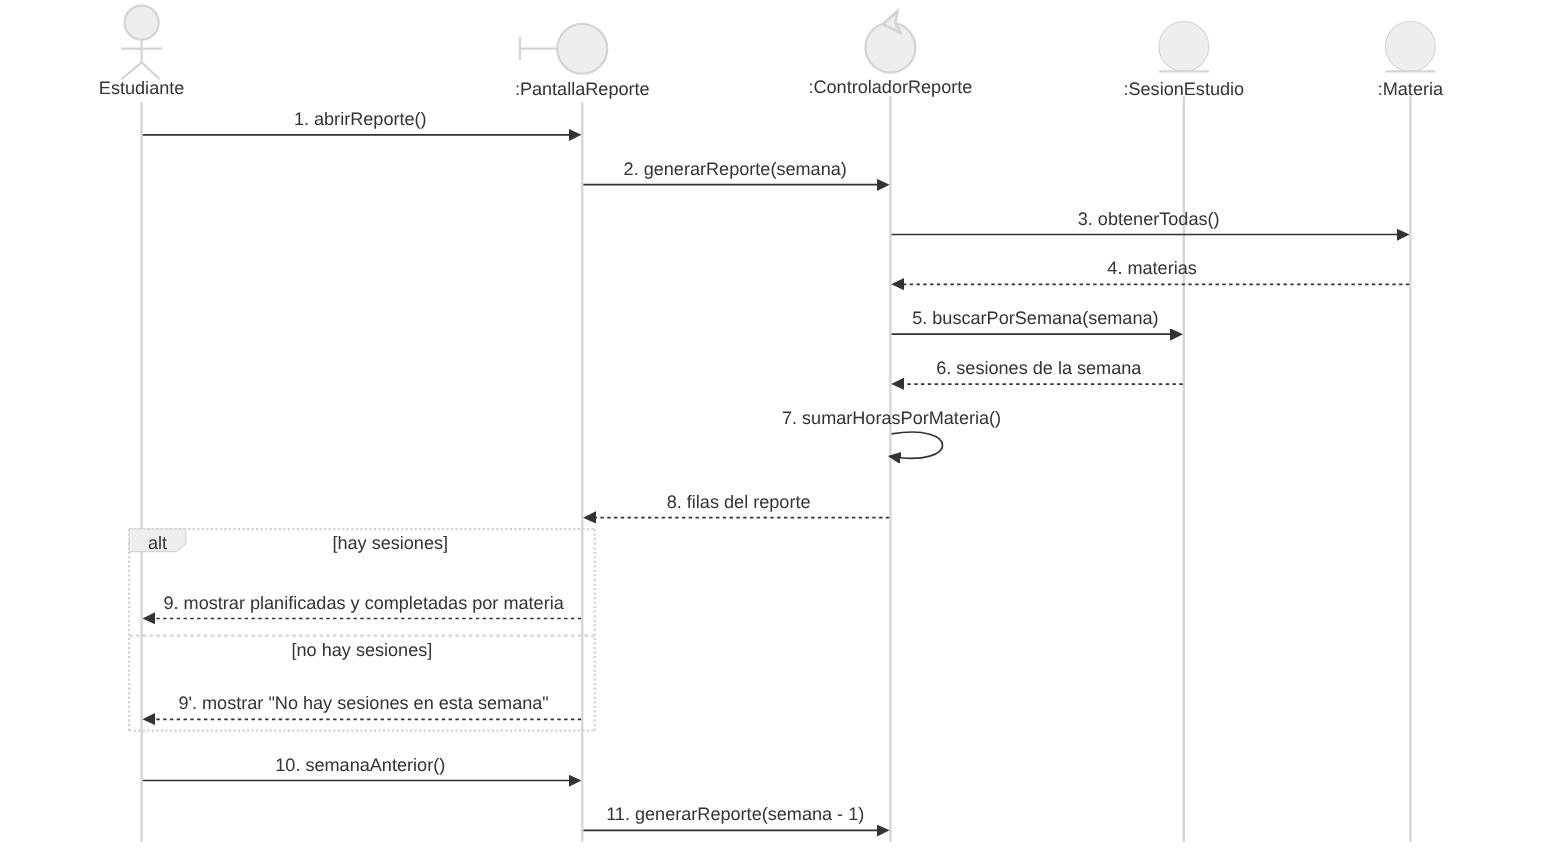 Estudiante
:PantallaReporte
:ControladorReporte
:SesionEstudio
:Materia
1. abrirReporte()
2. generarReporte(semana)
3. obtenerTodas()
4. materias
5. buscarPorSemana(semana)
6. sesiones de la semana
7. sumarHorasPorMateria()
8. filas del reporte
alt
[hay sesiones]
9. mostrar planificadas y completadas por materia
[no hay sesiones]
9'. mostrar "No hay sesiones en esta semana"
10. semanaAnterior()
11. generarReporte(semana - 1)